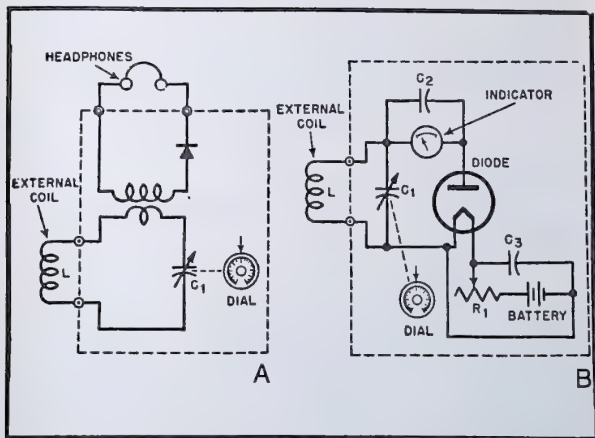 HEADPHONES
EXTERNAL
COIL
L
C1
DIAL
A
EXTERNAL
COIL
L
C2
INDICATOR
DIODE
C1
C3
R1
BATTERY
DIAL
B